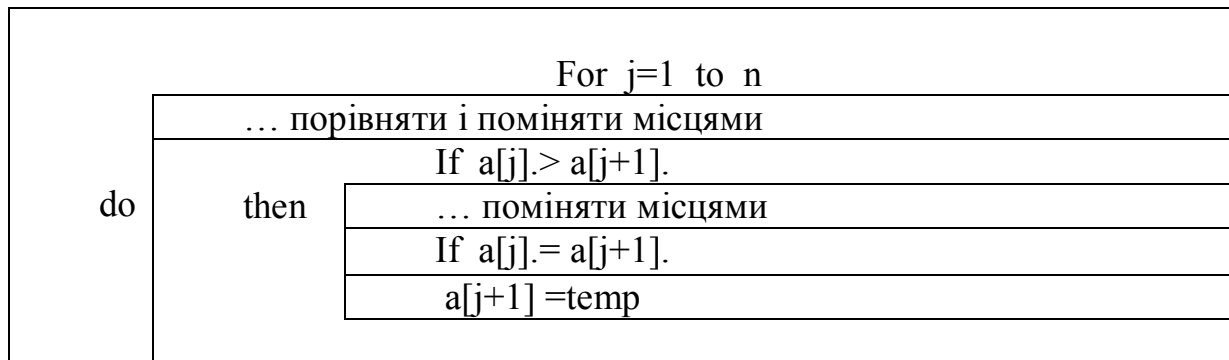 For j=1 to n
… порівняти і поміняти місцями
If a[j].> a[j+1].
do then … поміняти місцями
If a[j].= a[j+1].
a[j+1] =temp